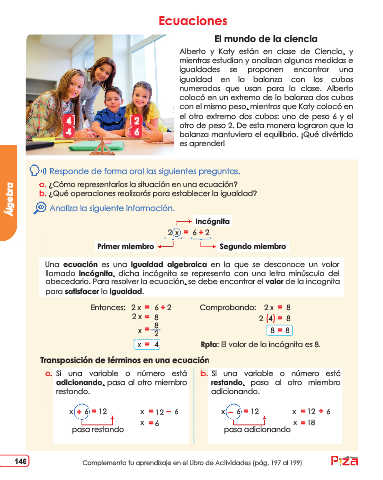 Ecuaciones
El mundo de la ciencia
Alberto y Katy están en clase de Ciencia, y
mientras estudian y analizan algunas medidas e
igualdades se proponen encontrar una
igualdad en la balanza con los cubos
numerados que usan para la clase. Alberto
colocó en un extremo de la balanza dos cubos
con el mismo peso, mientras que Katy colocó en
el otro extremo dos cubos: uno de peso 6 y el
otro de peso 2. De esta manera lograron que la
balanza mantuviera el equilibrio. ¡Qué divertido
es aprender!
4
4
2
6
Álgebra
Responde de forma oral las siguientes preguntas.
a. ¿Cómo representarías la situación en una ecuación?
b. ¿Qué operaciones realizarás para establecer la igualdad?
Analiza la siguiente información.
Incógnita
2 x = 6 + 2
Primer miembro
Segundo miembro
Una ecuación es una igualdad algebraica en la que se desconoce un valor
llamado incógnita, dicha incógnita se representa con una letra minúscula del
abecedario. Para resolver la ecuación, se debe encontrar el valor de la incógnita
para satisfacer la igualdad.
Entonces: 2 x = 6 + 2
2 x = 8
x = 8
2
x = 4
Comprobando: 2 x = 8
2 (4) = 8
8 = 8
Rpta: El valor de la incógnita es 8.
Transposición de términos en una ecuación
a. Si una variable o número está
adicionando, pasa al otro miembro
restando.
x + 6 = 12 x = 12 - 6
x = 6
pasa restando
b. Si una variable o número está
restando, pasa al otro miembro
adicionando.
x - 6 = 12 x = 12 + 6
x = 18
pasa adicionando
146
Complementa tu aprendizaje en el Libro de Actividades (pág. 197 al 199)